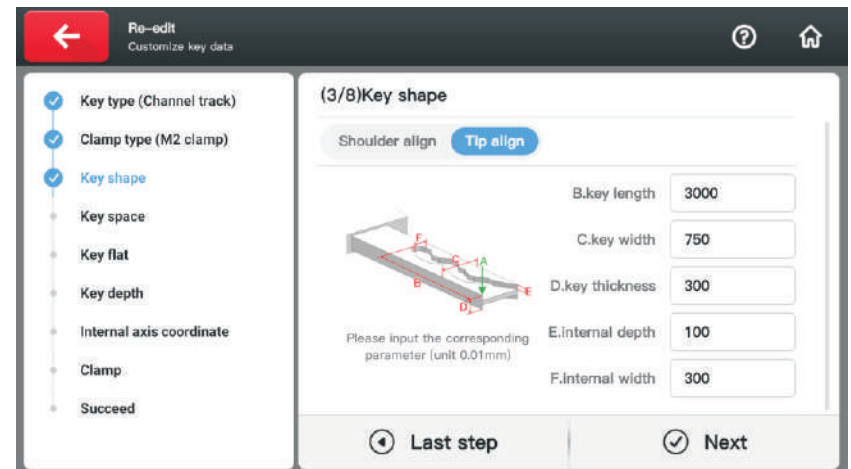 Re-edit
Customize key data
Key type (Channel track)
Clamp type (M2 clamp)
Key shape
Key space
Key flat
Key depth
Internal axis coordinate
Clamp
Succeed
(3/8)Key shape
Shoulder align
Tip align
F
C
A
B
E
D
Please input the corresponding
parameter (unit 0.01mm)
B.key length 3000
C.key width 750
D.key thickness 300
E.internal depth 100
F.internal width 300
Last step
Next